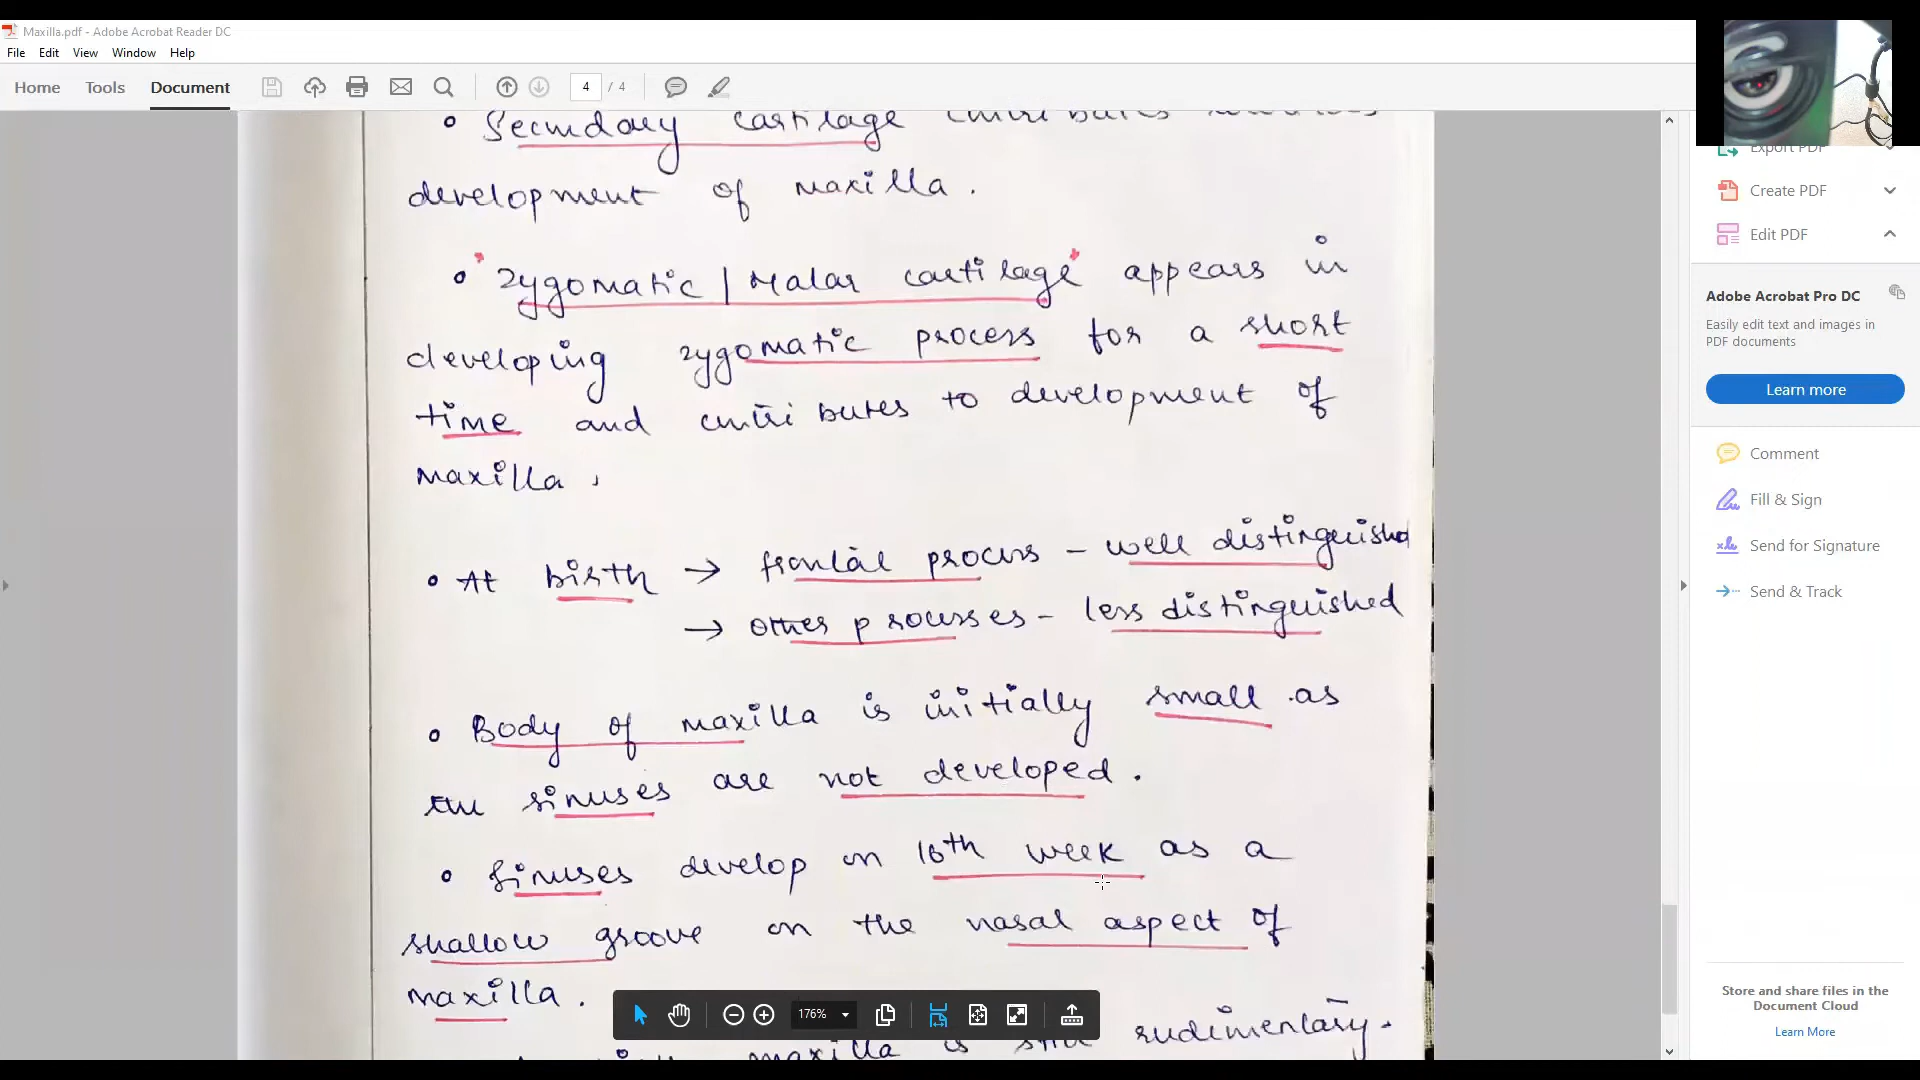 Maxilla.pdf - Adobe Acrobat Reader DC
File Edit View Window Help
Home Tools Document 4 / 4
Secondary cartilage contributes towards
development of maxilla.
• *Zygomatic / Malar cartilage* appears in
developing zygomatic process for a short
time and contributes to development of
maxilla.
• At birth → frontal process - well distinguished
→ other processes - less distinguished
• Body of maxilla is initially small as
the sinuses are not developed.
• Sinuses develop on 16th week as a
shallow groove on the nasal aspect of
maxilla.
maxilla is still rudimentary.
176%
Export PDF
Create PDF
Edit PDF
Adobe Acrobat Pro DC
Easily edit text and images in
PDF documents
Learn more
Comment
Fill & Sign
Send for Signature
Send & Track
Store and share files in the
Document Cloud
Learn More